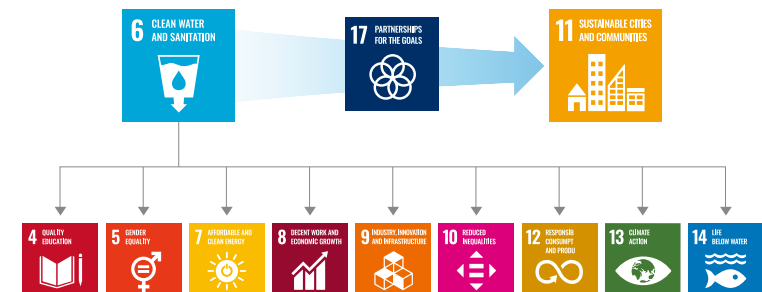 6 CLEAN WATER
AND SANITATION
17 PARTNERSHIPS
FOR THE GOALS
11 SUSTAINABLE CITIES
AND COMMUNITIES
4 QUALITY
EDUCATION
5 GENDER
EQUALITY
7 AFFORDABLE AND
CLEAN ENERGY
8 DECENT WORK AND
ECONOMIC GROWTH
9 INDUSTRY, INNOVATION
AND INFRASTRUCTURE
10 REDUCED
INEQUALITIES
12 RESPONSIB
CONSUMPT
AND PRODU
13 CLIMATE
ACTION
14 LIFE
BELOW WATER